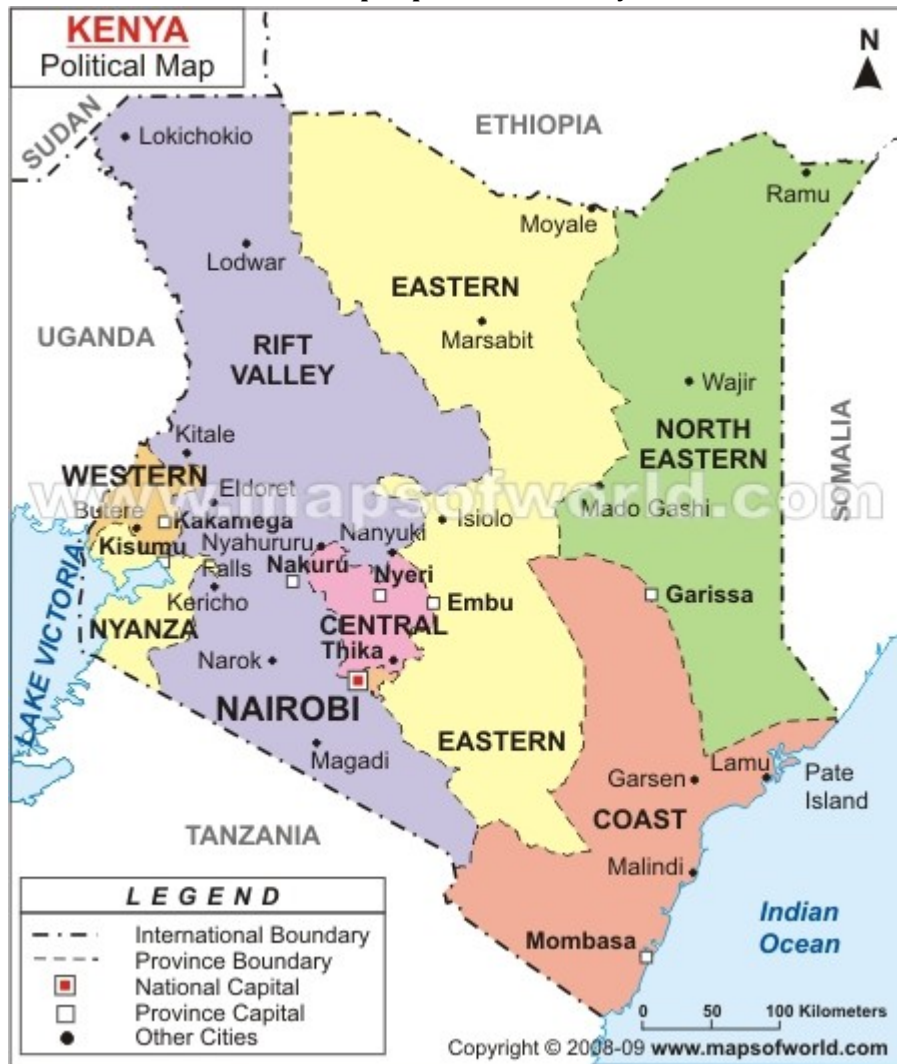 KENYA
Political Map
N
SUDAN
ETHIOPIA
Lokichokio
Ramu
Moyale
Lodwar
EASTERN
Marsabit
UGANDA
RIFT
VALLEY
Wajir
SOMALIA
Kitale
NORTH
EASTERN
WESTERN
www.mapsofworld.com
Eldoret
Mado Gashi
Butere
Kakamega
Isiolo
Kisumu
Nyahururu
Falls
Nanyuki
Nakuru
Nyeri
Kericho
Embu
Garissa
LAKE VICTORIA
NYANZA
CENTRAL
Thika
Narok
NAIROBI
EASTERN
Magadi
Lamu
Garsen
Pate
Island
COAST
TANZANIA
Malindi
LEGEND
International Boundary
Province Boundary
National Capital
Province Capital
Other Cities
Indian
Ocean
Mombasa
0 50 100 Kilometers
Copyright © 2008-09 www.mapsofworld.com